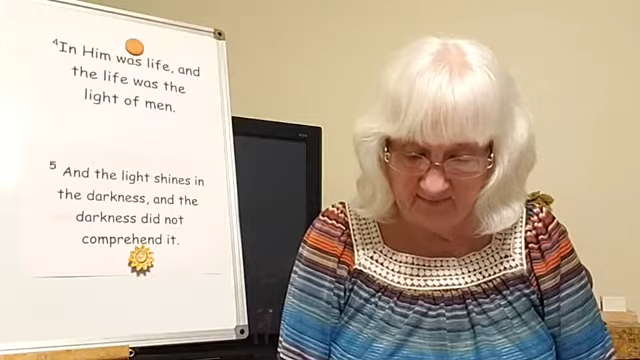 ⁴In Him was life, and
the life was the
light of men.
⁵ And the light shines in
the darkness, and the
darkness did not
comprehend it.